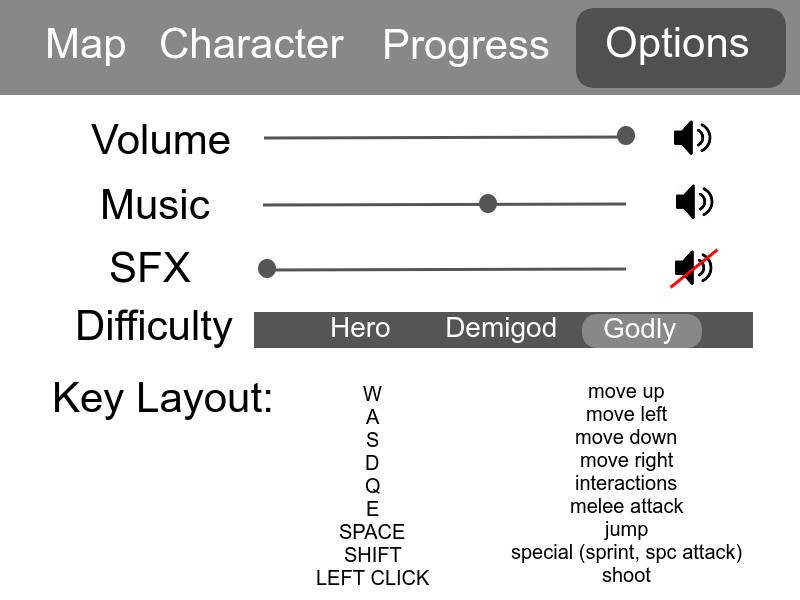 Map Character Progress Options
Volume
Music
SFX
Difficulty Hero Demigod Godly
Key Layout:
W move up
A move left
S move down
D move right
Q interactions
E melee attack
SPACE jump
SHIFT special (sprint, spc attack)
LEFT CLICK shoot